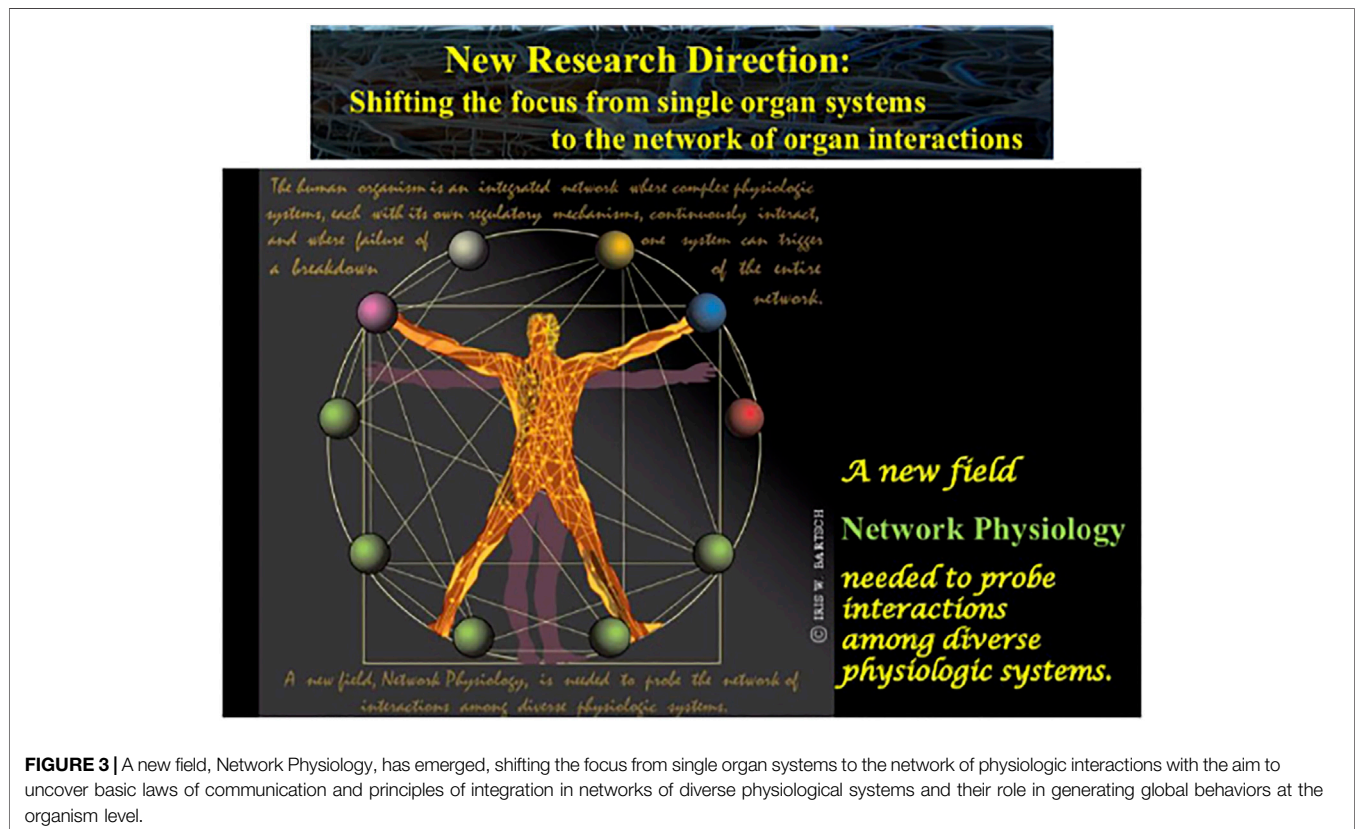 New Research Direction:
Shifting the focus from single organ systems
to the network of organ interactions
The human organism is an integrated network where complex physiologic
systems, each with its own regulatory mechanisms, continuously interact,
and where failure of one system can trigger
a breakdown of the entire
network.
A new field
Network Physiology
needed to probe
interactions
among diverse
physiologic systems.
© IRIS W. BARTSCH
A new field, Network Physiology, is needed to probe the network of
interactions among diverse physiologic systems.
FIGURE 3 | A new field, Network Physiology, has emerged, shifting the focus from single organ systems to the network of physiologic interactions with the aim to
uncover basic laws of communication and principles of integration in networks of diverse physiological systems and their role in generating global behaviors at the
organism level.